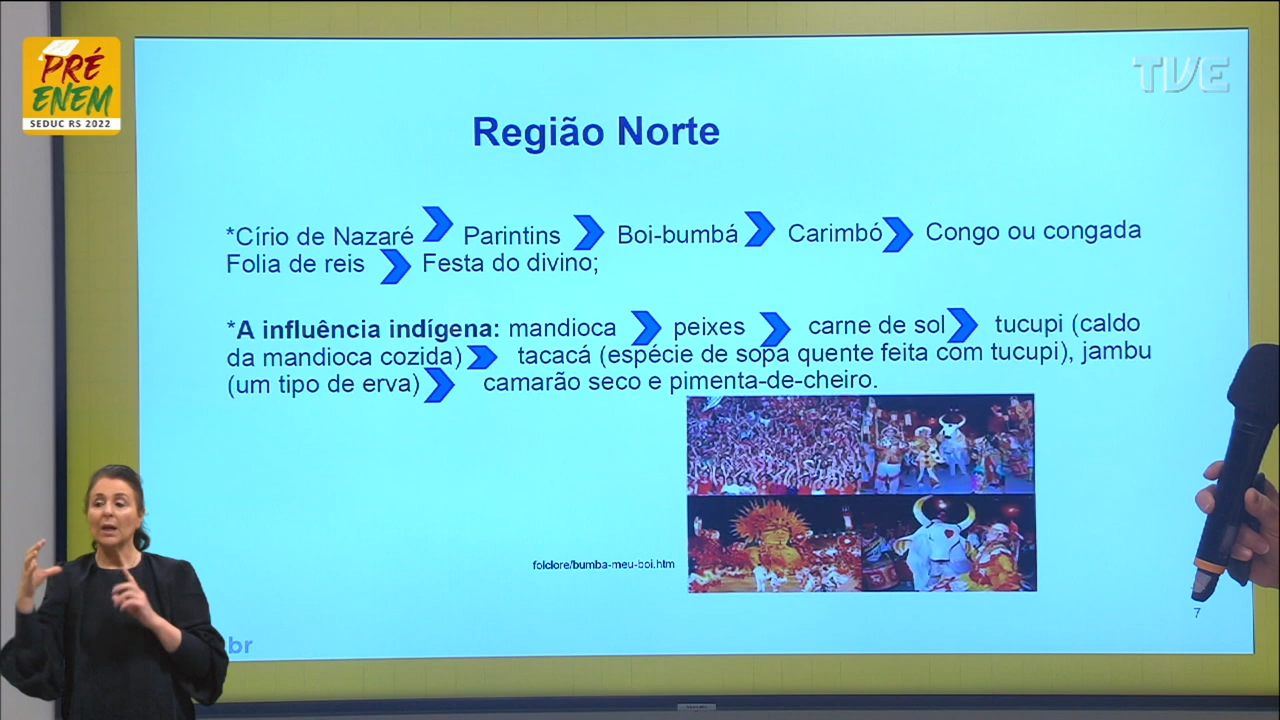 PRÉ
ENEM
SEDUC RS 2022
TVE
Região Norte
*Círio de Nazaré Parintins Boi-bumbá Carimbó Congo ou congada
Folia de reis Festa do divino;
*A influência indígena: mandioca peixes carne de sol tucupi (caldo
da mandioca cozida) tacacá (espécie de sopa quente feita com tucupi), jambu
(um tipo de erva) camarão seco e pimenta-de-cheiro.
folclore/bumba-meu-boi.htm
7
br